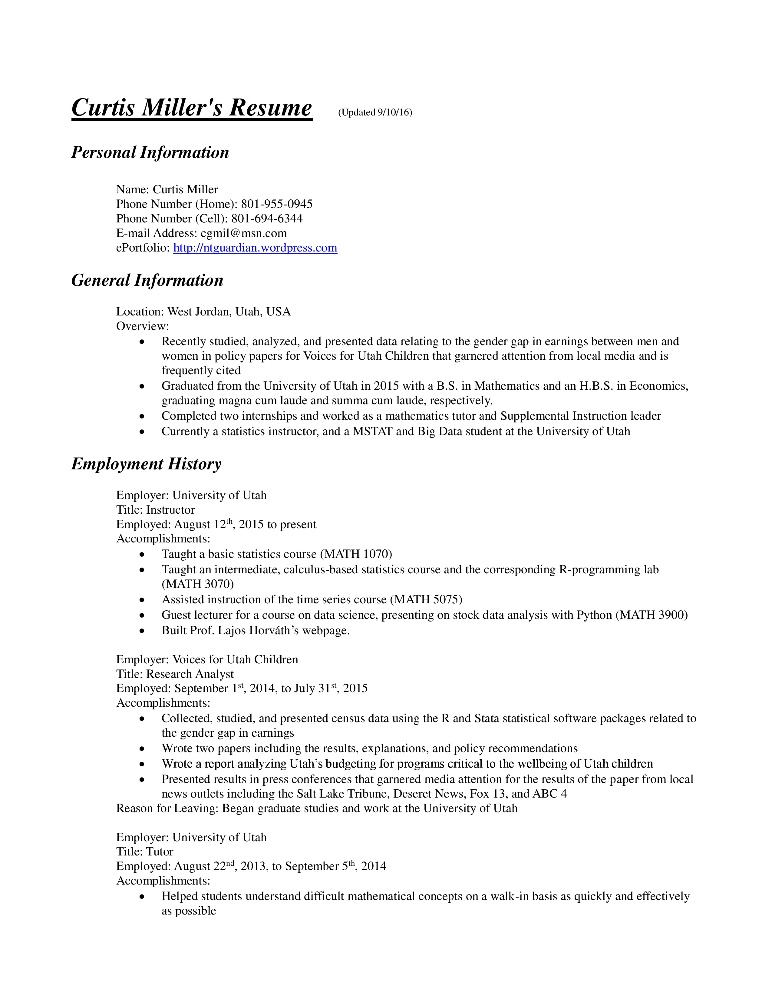 Curtis Miller's Resume (Updated 9/10/16)
Personal Information
Name: Curtis Miller
Phone Number (Home): 801-955-0945
Phone Number (Cell): 801-694-6344
E-mail Address: cgmil@msn.com
ePortfolio: http://ntguardian.wordpress.com
General Information
Location: West Jordan, Utah, USA
Overview:
• Recently studied, analyzed, and presented data relating to the gender gap in earnings between men and
women in policy papers for Voices for Utah Children that garnered attention from local media and is
frequently cited
• Graduated from the University of Utah in 2015 with a B.S. in Mathematics and an H.B.S. in Economics,
graduating magna cum laude and summa cum laude, respectively.
• Completed two internships and worked as a mathematics tutor and Supplemental Instruction leader
• Currently a statistics instructor, and a MSTAT and Big Data student at the University of Utah
Employment History
Employer: University of Utah
Title: Instructor
Employed: August 12th, 2015 to present
Accomplishments:
• Taught a basic statistics course (MATH 1070)
• Taught an intermediate, calculus-based statistics course and the corresponding R-programming lab
(MATH 3070)
• Assisted instruction of the time series course (MATH 5075)
• Guest lecturer for a course on data science, presenting on stock data analysis with Python (MATH 3900)
• Built Prof. Lajos Horváth's webpage.
Employer: Voices for Utah Children
Title: Research Analyst
Employed: September 1st, 2014, to July 31st, 2015
Accomplishments:
• Collected, studied, and presented census data using the R and Stata statistical software packages related to
the gender gap in earnings
• Wrote two papers including the results, explanations, and policy recommendations
• Wrote a report analyzing Utah's budgeting for programs critical to the wellbeing of Utah children
• Presented results in press conferences that garnered media attention for the results of the paper from local
news outlets including the Salt Lake Tribune, Deseret News, Fox 13, and ABC 4
Reason for Leaving: Began graduate studies and work at the University of Utah
Employer: University of Utah
Title: Tutor
Employed: August 22nd, 2013, to September 5th, 2014
Accomplishments:
• Helped students understand difficult mathematical concepts on a walk-in basis as quickly and effectively
as possible